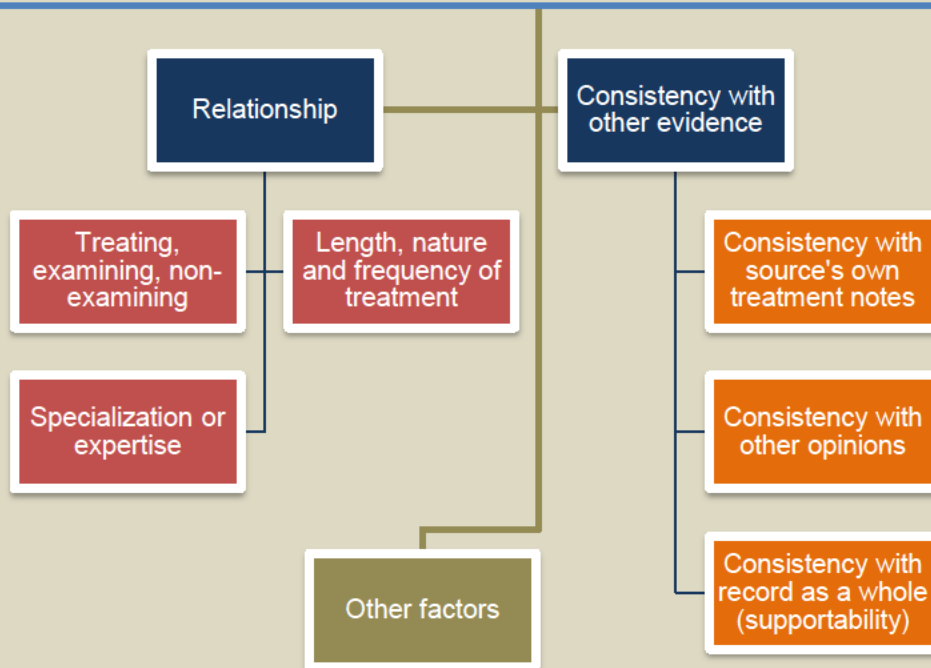 Relationship
Consistency with
other evidence
Treating,
examining, non-
examining
Length, nature
and frequency of
treatment
Consistency with
source's own
treatment notes
Specialization or
expertise
Consistency with
other opinions
Consistency with
record as a whole
(supportability)
Other factors